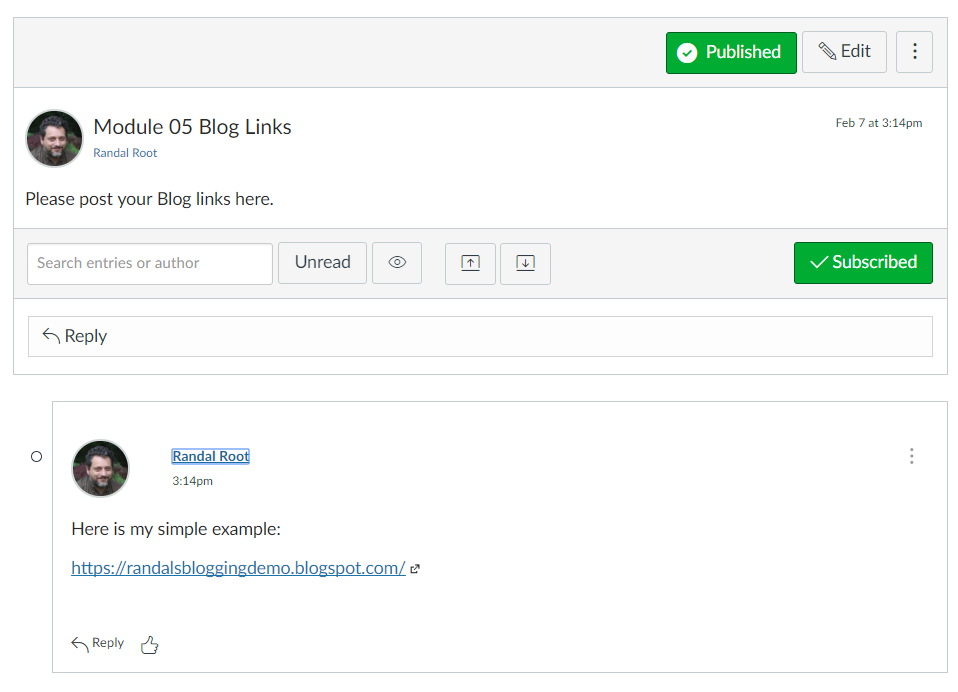 Published
Edit
Module 05 Blog Links
Feb 7 at 3:14pm
Randal Root
Please post your Blog links here.
Search entries or author
Unread
Subscribed
Reply
Randal Root
3:14pm
Here is my simple example:
https://randalsbloggingdemo.blogspot.com/
Reply